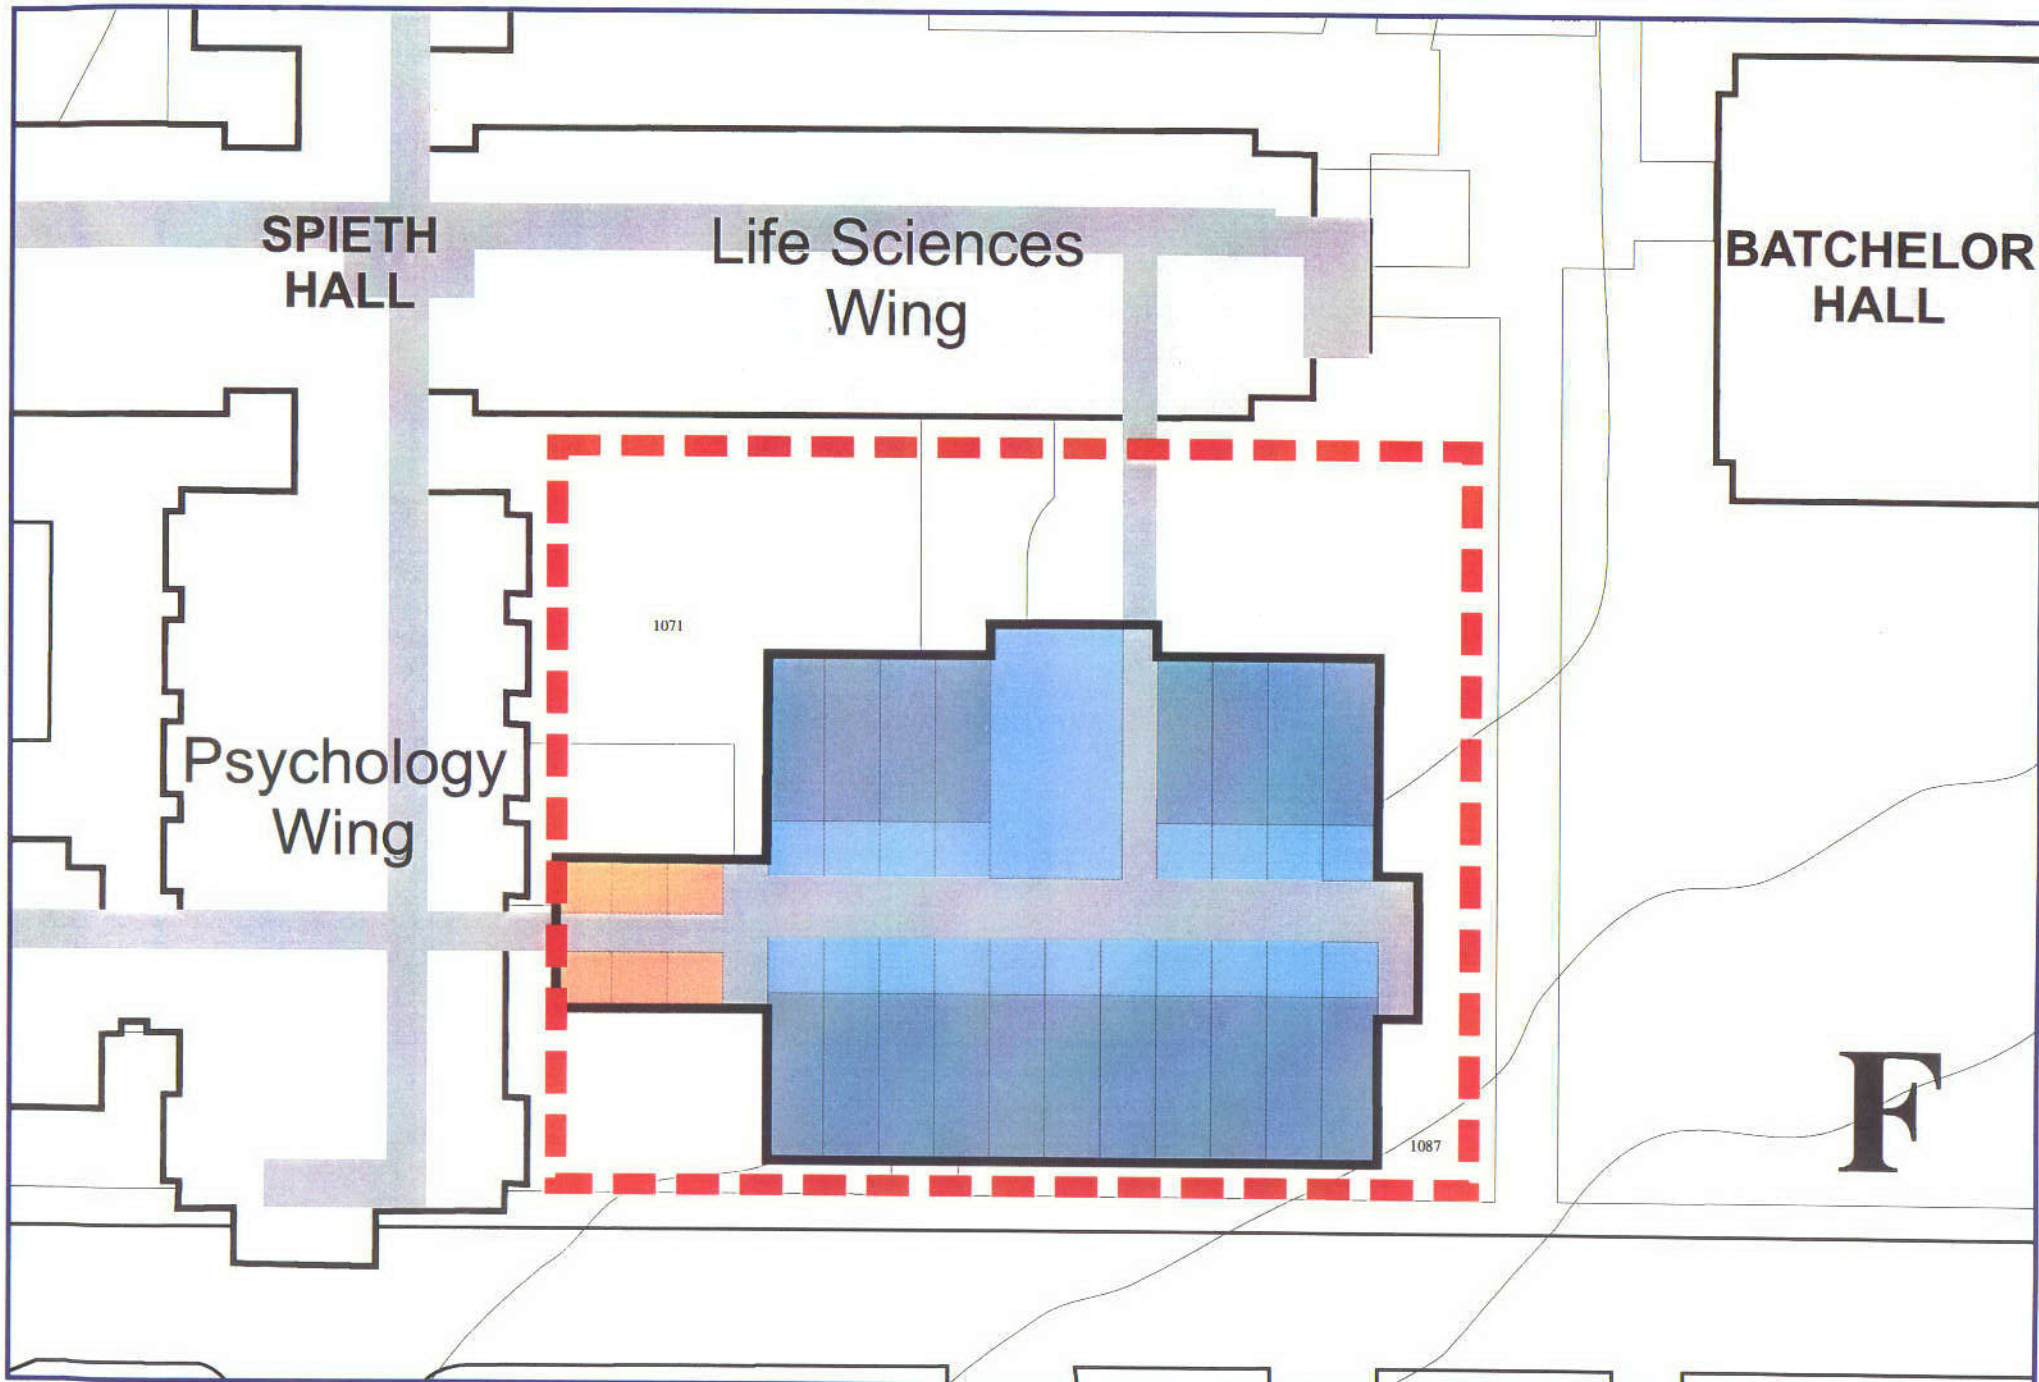 SPIETH
HALL
Life Sciences
Wing
BATCHELOR
HALL
1071
Psychology
Wing
1087
F